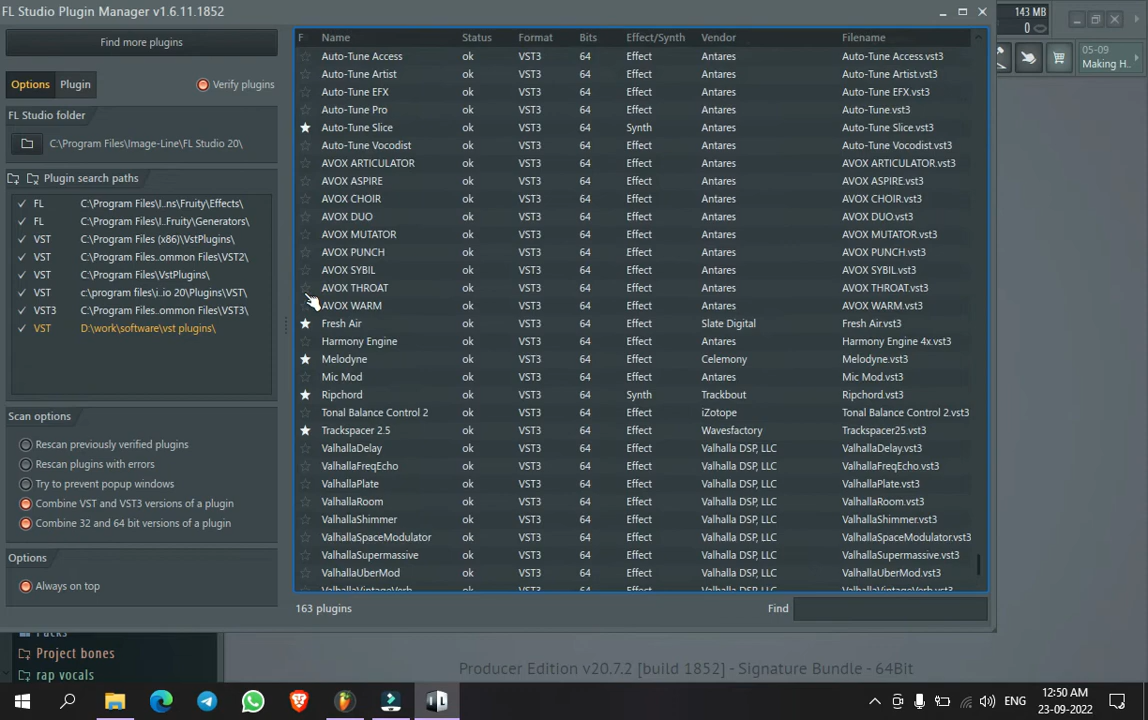 FL Studio Plugin Manager v1.6.11.1852
143 MB
0
Find more plugins
Options Plugin Verify plugins
FL Studio folder
C:\Program Files\Image-Line\FL Studio 20\
Plugin search paths
FL C:\Program Files\I..ns\Fruity\Effects\
FL C:\Program Files\I..Fruity\Generators\
VST C:\Program Files (x86)\VstPlugins\
VST C:\Program Files..ommon Files\VST2\
VST C:\Program Files\VstPlugins\
VST c:\program files\i..io 20\Plugins\VST\
VST3 C:\Program Files..ommon Files\VST3\
VST D:\work\software\vst plugins\
Scan options
Rescan previously verified plugins
Rescan plugins with errors
Try to prevent popup windows
Combine VST and VST3 versions of a plugin
Combine 32 and 64 bit versions of a plugin
Options
Always on top
F Name Status Format Bits Effect/Synth Vendor Filename
Auto-Tune Access ok VST3 64 Effect Antares Auto-Tune Access.vst3
Auto-Tune Artist ok VST3 64 Effect Antares Auto-Tune Artist.vst3
Auto-Tune EFX ok VST3 64 Effect Antares Auto-Tune EFX.vst3
Auto-Tune Pro ok VST3 64 Effect Antares Auto-Tune.vst3
Auto-Tune Slice ok VST3 64 Synth Antares Auto-Tune Slice.vst3
Auto-Tune Vocodist ok VST3 64 Effect Antares Auto-Tune Vocodist.vst3
AVOX ARTICULATOR ok VST3 64 Effect Antares AVOX ARTICULATOR.vst3
AVOX ASPIRE ok VST3 64 Effect Antares AVOX ASPIRE.vst3
AVOX CHOIR ok VST3 64 Effect Antares AVOX CHOIR.vst3
AVOX DUO ok VST3 64 Effect Antares AVOX DUO.vst3
AVOX MUTATOR ok VST3 64 Effect Antares AVOX MUTATOR.vst3
AVOX PUNCH ok VST3 64 Effect Antares AVOX PUNCH.vst3
AVOX SYBIL ok VST3 64 Effect Antares AVOX SYBIL.vst3
AVOX THROAT ok VST3 64 Effect Antares AVOX THROAT.vst3
AVOX WARM ok VST3 64 Effect Antares AVOX WARM.vst3
Fresh Air ok VST3 64 Effect Slate Digital Fresh Air.vst3
Harmony Engine ok VST3 64 Effect Antares Harmony Engine 4x.vst3
Melodyne ok VST3 64 Effect Celemony Melodyne.vst3
Mic Mod ok VST3 64 Effect Antares Mic Mod.vst3
Ripchord ok VST3 64 Synth Trackbout Ripchord.vst3
Tonal Balance Control 2 ok VST3 64 Effect iZotope Tonal Balance Control 2.vst3
Trackspacer 2.5 ok VST3 64 Effect Wavesfactory Trackspacer25.vst3
ValhallaDelay ok VST3 64 Effect Valhalla DSP, LLC ValhallaDelay.vst3
ValhallaFreqEcho ok VST3 64 Effect Valhalla DSP, LLC ValhallaFreqEcho.vst3
ValhallaPlate ok VST3 64 Effect Valhalla DSP, LLC ValhallaPlate.vst3
ValhallaRoom ok VST3 64 Effect Valhalla DSP, LLC ValhallaRoom.vst3
ValhallaShimmer ok VST3 64 Effect Valhalla DSP, LLC ValhallaShimmer.vst3
ValhallaSpaceModulator ok VST3 64 Effect Valhalla DSP, LLC ValhallaSpaceModulator.vst3
ValhallaSupermassive ok VST3 64 Effect Valhalla DSP, LLC ValhallaSupermassive.vst3
ValhallaUberMod ok VST3 64 Effect Valhalla DSP, LLC ValhallaUberMod.vst3
ValhallaVintageVerb ok VST3 64 Effect Valhalla DSP, LLC ValhallaVintageVerb.vst3
163 plugins Find
05-09
Making H..
Packs
Project bones
rap vocals
Producer Edition v20.7.2 [build 1852] - Signature Bundle - 64Bit
ENG
12:50 AM
23-09-2022